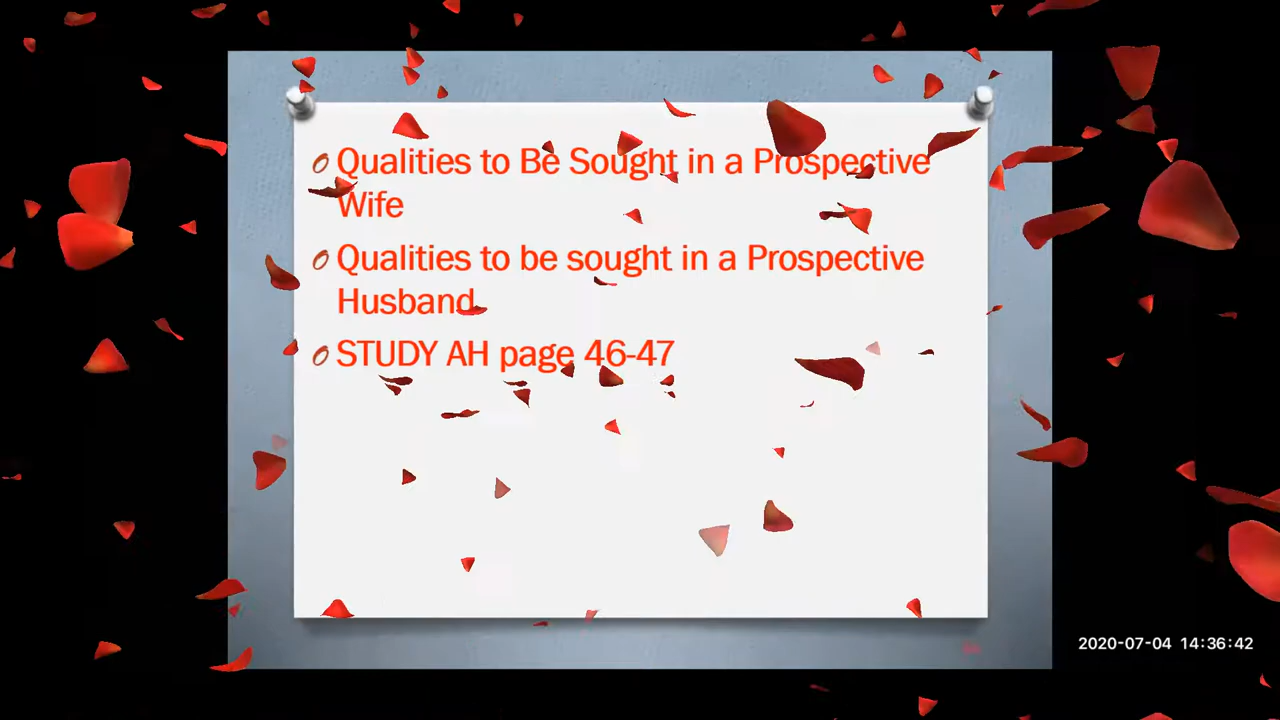 Qualities to Be Sought in a Prospective
Wife
Qualities to be sought in a Prospective
Husband
STUDY AH page 46-47
2020-07-04 14:36:42